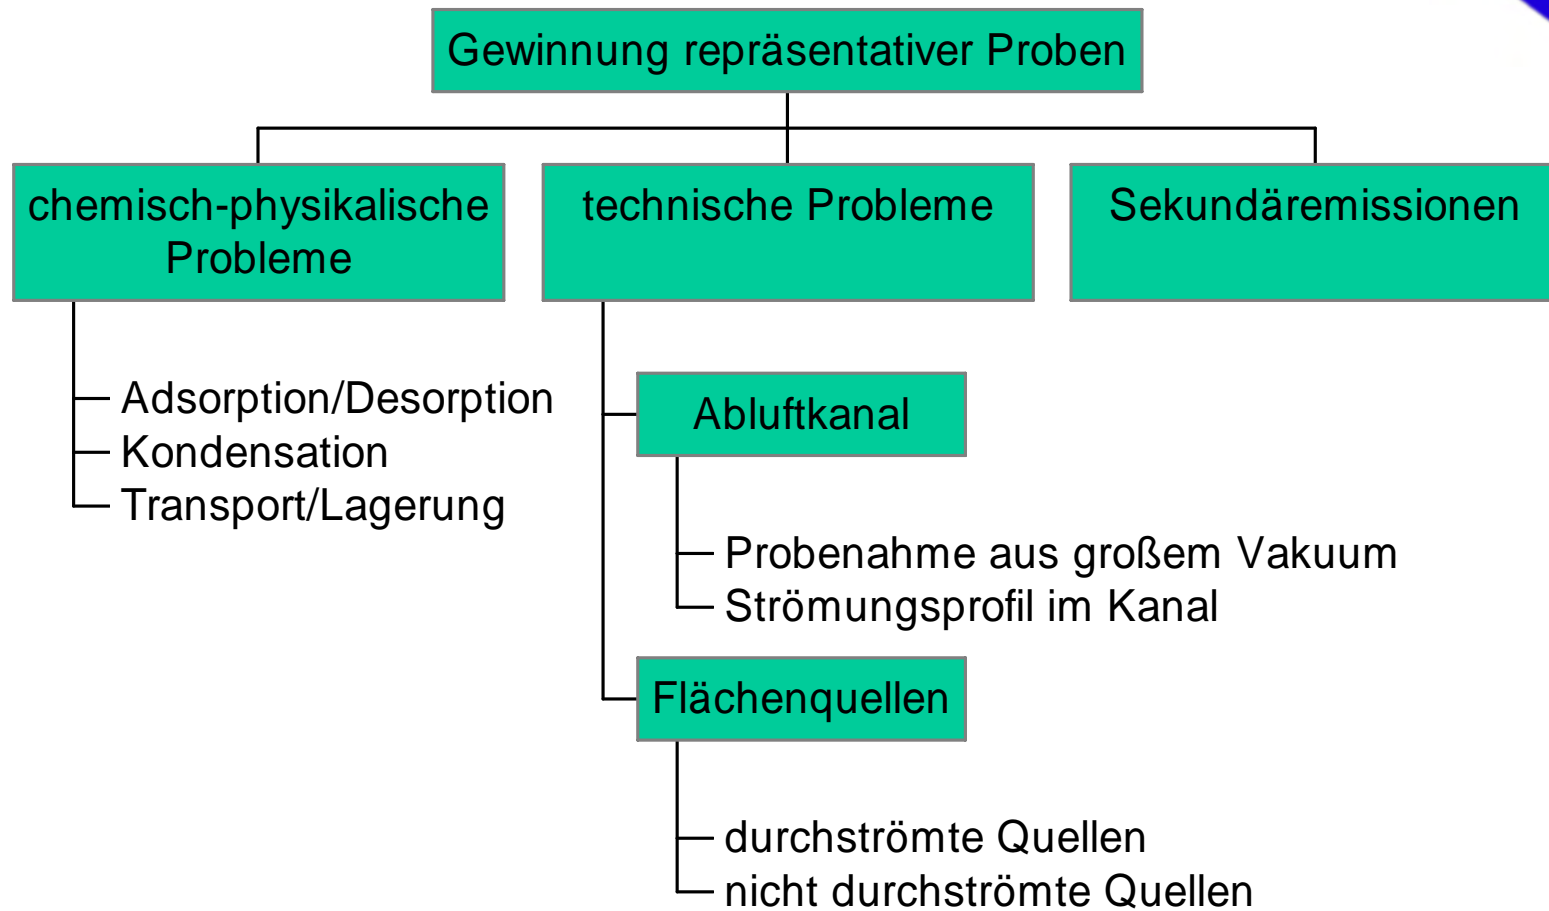 Gewinnung repräsentativer Proben
chemisch-physikalische
Probleme
technische Probleme
Sekundäremissionen
Adsorption/Desorption
Kondensation
Transport/Lagerung
Abluftkanal
Probenahme aus großem Vakuum
Strömungsprofil im Kanal
Flächenquellen
durchströmte Quellen
nicht durchströmte Quellen